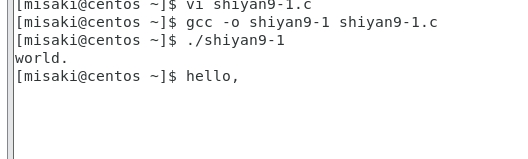 [misaki@centos ~]$ vi shiyan9-1.c
[misaki@centos ~]$ gcc -o shiyan9-1 shiyan9-1.c
[misaki@centos ~]$ ./shiyan9-1
world.
[misaki@centos ~]$ hello,